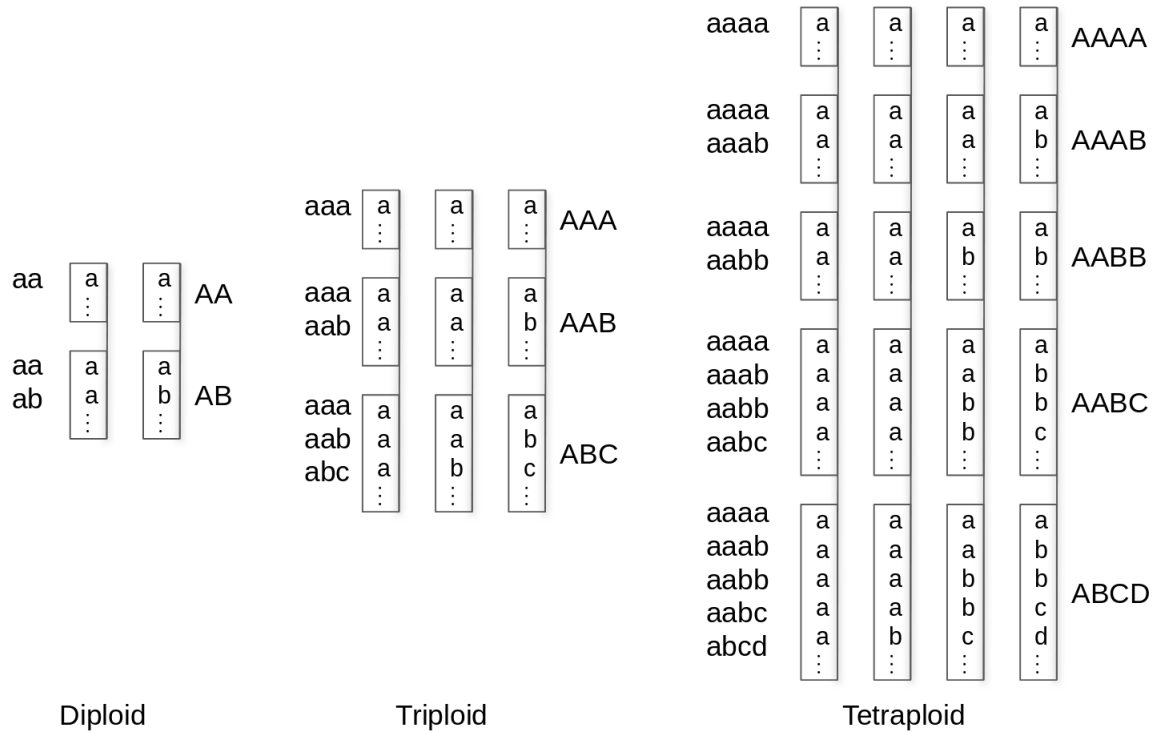 aa a a AA
⋮ ⋮
aa a a AB
ab a b
⋮ ⋮
Diploid
aaa a a a AAA
⋮ ⋮ ⋮
aaa a a a AAB
aab a a b
⋮ ⋮ ⋮
aaa a a a ABC
aab a a b
abc a b c
⋮ ⋮ ⋮
Triploid
aaaa a a a a AAAA
⋮ ⋮ ⋮ ⋮
aaaa a a a a AAAB
aaab a a a b
⋮ ⋮ ⋮ ⋮
aaaa a a a a AABB
aabb a a b b
⋮ ⋮ ⋮ ⋮
aaaa a a a a AABC
aaab a a a b
aabb a a b b
aabc a a b c
⋮ ⋮ ⋮ ⋮
aaaa a a a a ABCD
aaab a a a b
aabb a a b b
aabc a a b c
abcd a b c d
⋮ ⋮ ⋮ ⋮
Tetraploid